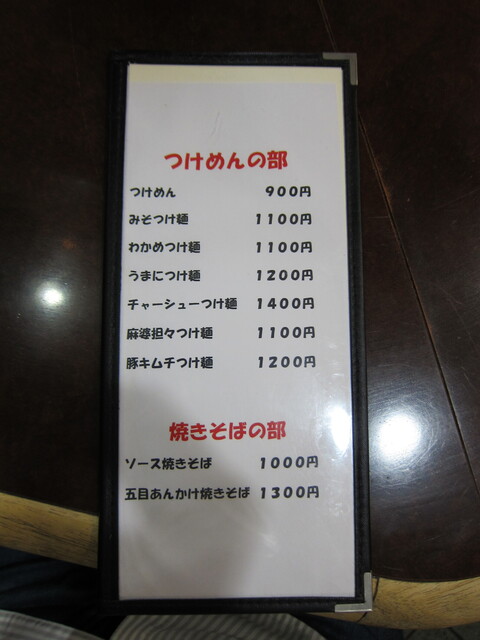 つけめんの部
つけめん 900円
みそつけ麺 1100円
わかめつけ麺 1100円
うまにつけ麺 1200円
チャーシューつけ麺 1400円
麻婆担々つけ麺 1100円
豚キムチつけ麺 1200円
焼きそばの部
ソース焼きそば 1000円
五目あんかけ焼きそば 1300円